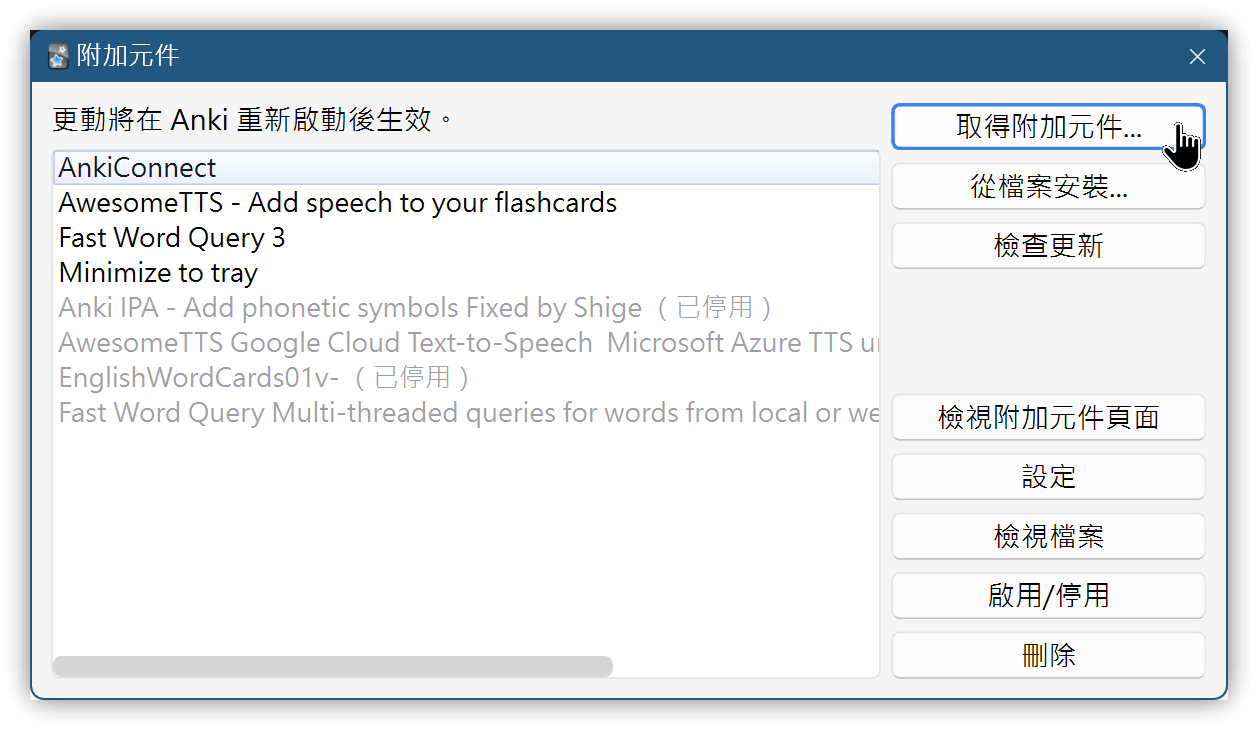 附加元件
更動將在 Anki 重新啟動後生效。
AnkiConnect
AwesomeTTS - Add speech to your flashcards
Fast Word Query 3
Minimize to tray
Anki IPA - Add phonetic symbols Fixed by Shige （已停用）
AwesomeTTS Google Cloud Text-to-Speech  Microsoft Azure TTS
EnglishWordCards01v- （已停用）
Fast Word Query Multi-threaded queries for words from local or
取得附加元件...
從檔案安裝...
檢查更新
檢視附加元件頁面
設定
檢視檔案
啟用/停用
刪除